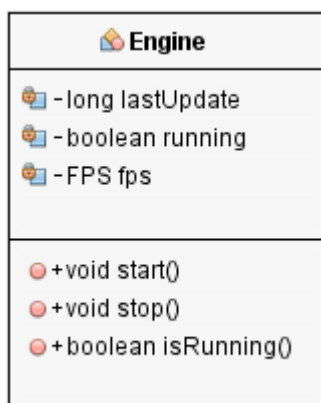 Engine
-long lastUpdate
-boolean running
-FPS fps
+void start()
+void stop()
+boolean isRunning()